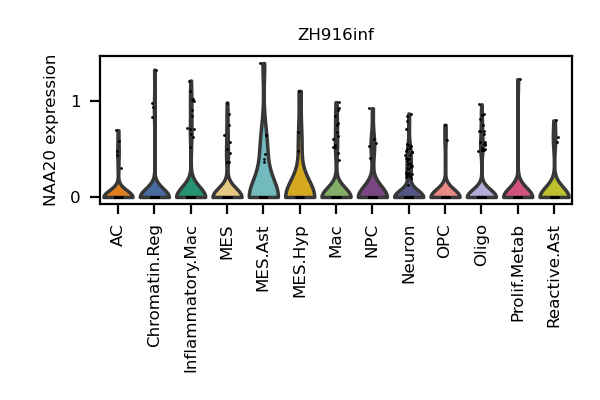 ZH916inf
NAA20 expression
1
0
AC
Chromatin.Reg
Inflammatory.Mac
MES
MES.Ast
MES.Hyp
Mac
NPC
Neuron
OPC
Oligo
Prolif.Metab
Reactive.Ast